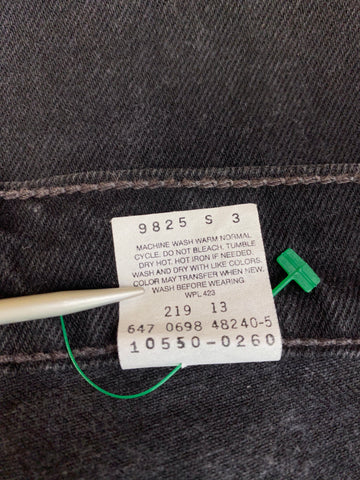 9825 S 3
MACHINE WASH WARM NORMAL
CYCLE. DO NOT BLEACH. TUMBLE
DRY HOT. HOT IRON IF NEEDED.
WASH AND DRY WITH LIKE COLORS.
COLOR MAY TRANSFER WHEN NEW.
WASH BEFORE WEARING
WPL 423
219 13
647 0698 48240-5
10550-0260